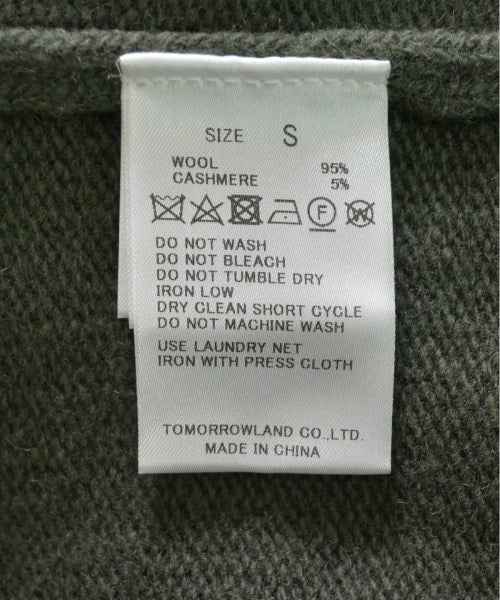 SIZE S
WOOL 95%
CASHMERE 5%
F W
DO NOT WASH
DO NOT BLEACH
DO NOT TUMBLE DRY
IRON LOW
DRY CLEAN SHORT CYCLE
DO NOT MACHINE WASH
USE LAUNDRY NET
IRON WITH PRESS CLOTH
TOMORROWLAND CO.,LTD.
MADE IN CHINA